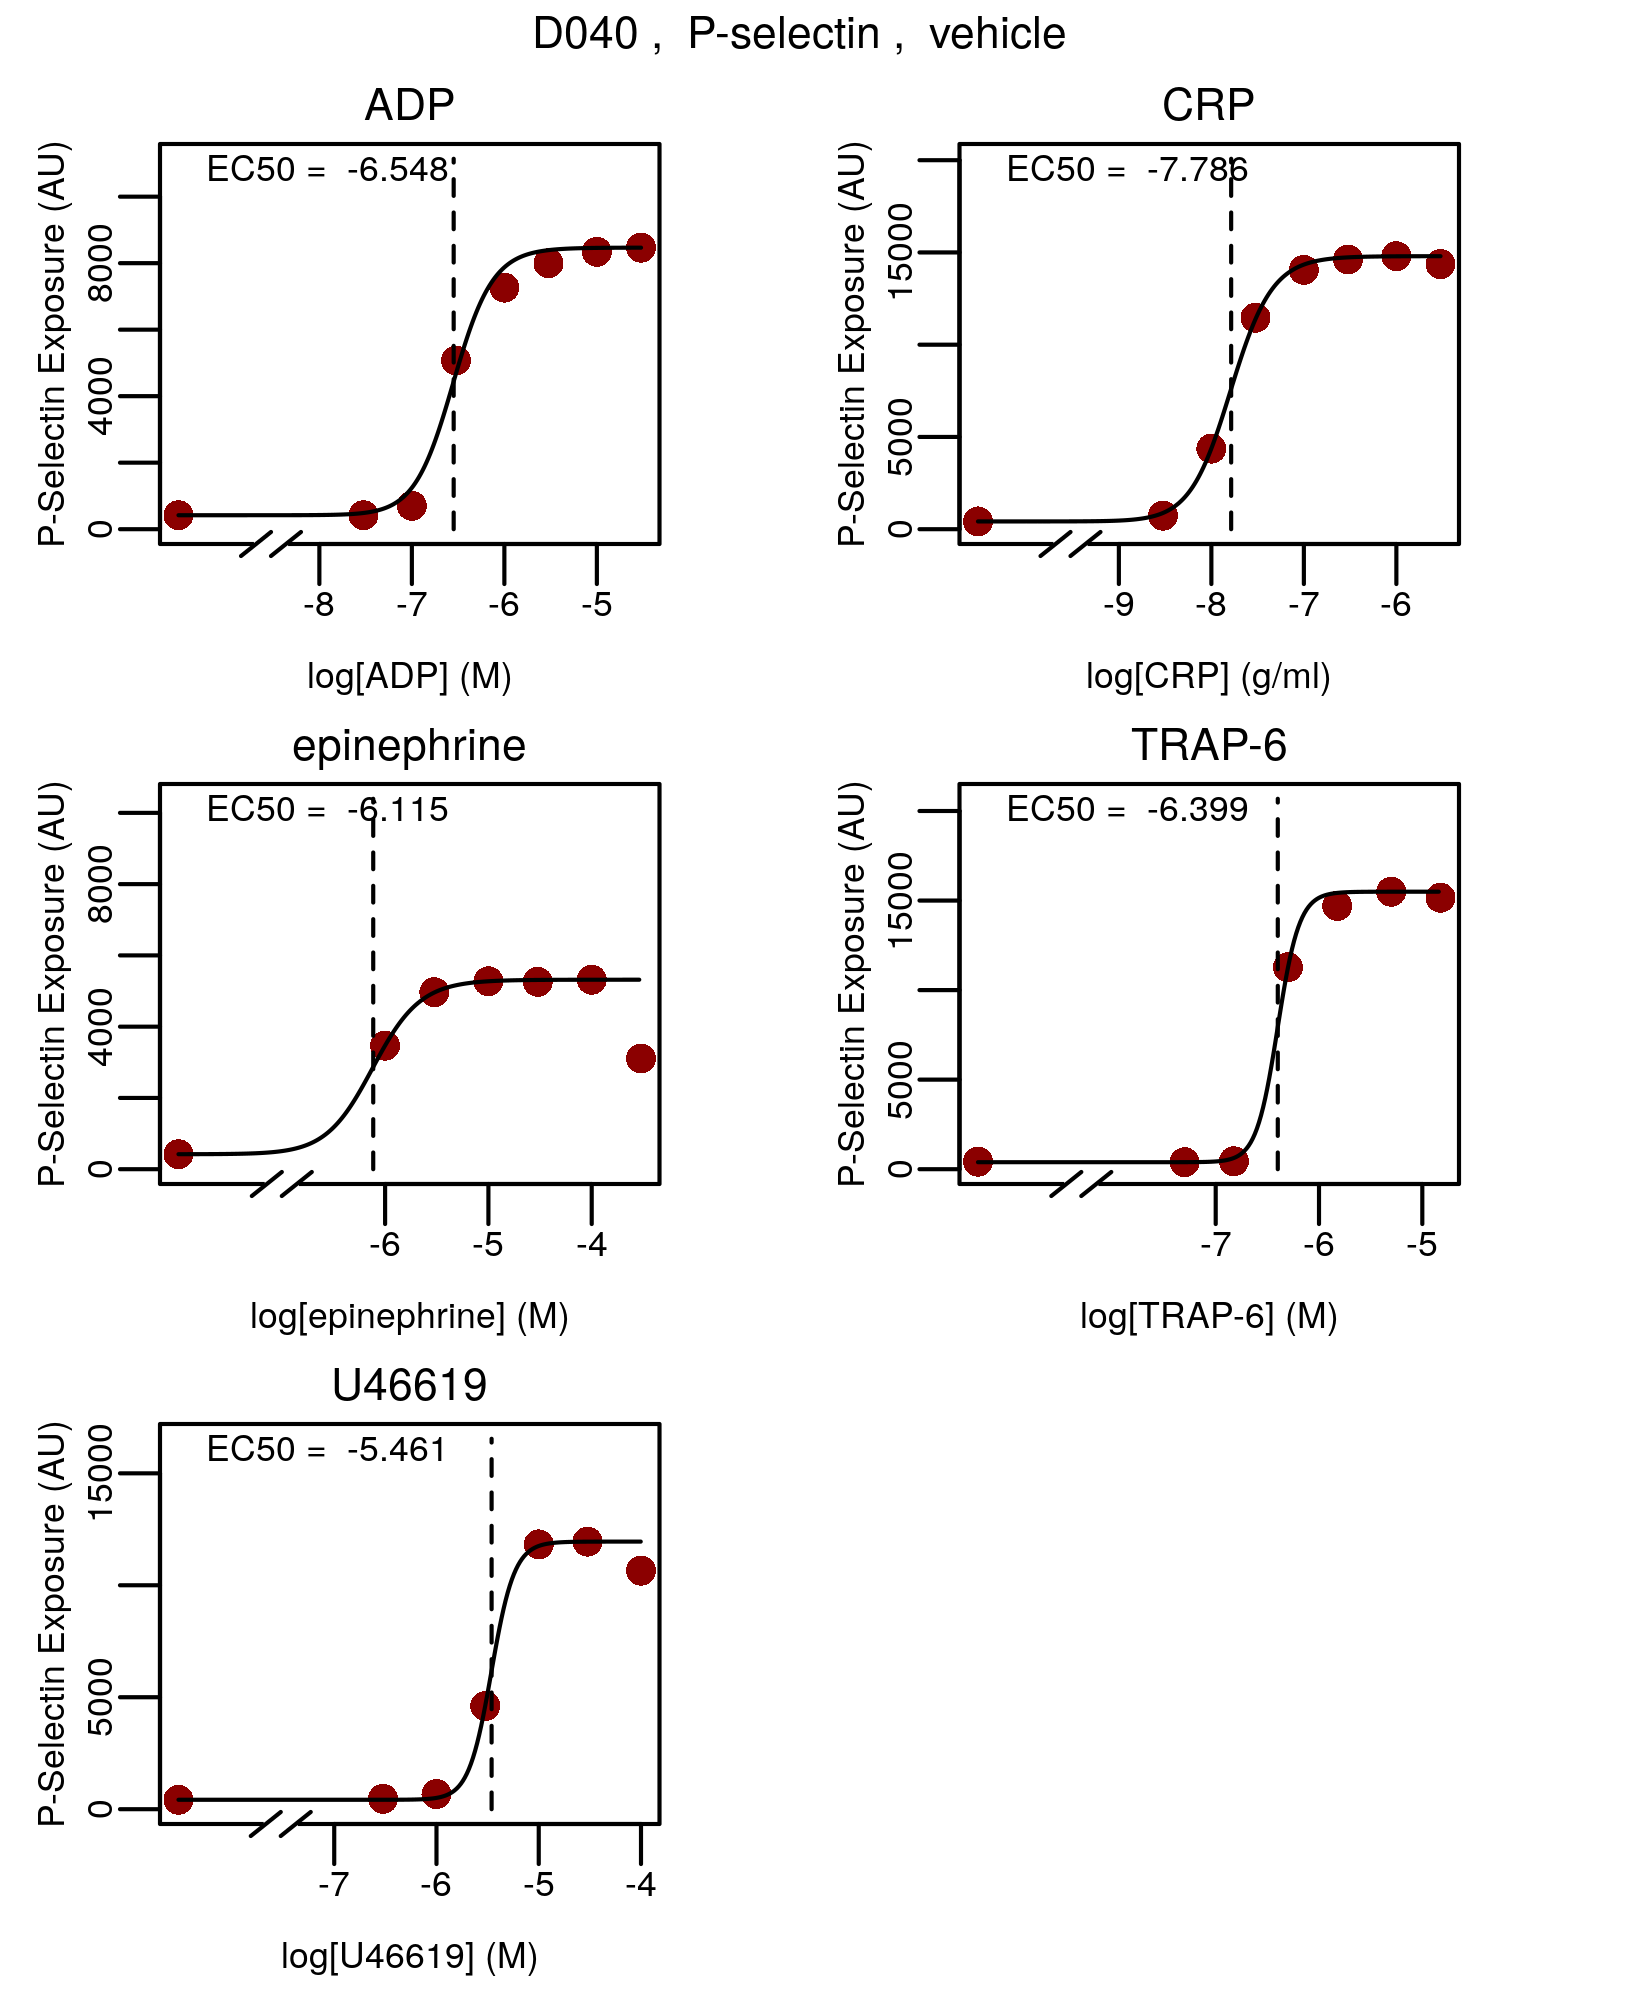 D040 , P-selectin , vehicle
ADP
EC50 = -6.548
P-Selectin Exposure (AU)
0 4000 8000
-8 -7 -6 -5
log[ADP] (M)
CRP
EC50 = -7.786
P-Selectin Exposure (AU)
0 5000 15000
-9 -8 -7 -6
log[CRP] (g/ml)
epinephrine
EC50 = -6.115
P-Selectin Exposure (AU)
0 4000 8000
-6 -5 -4
log[epinephrine] (M)
TRAP-6
EC50 = -6.399
P-Selectin Exposure (AU)
0 5000 15000
-7 -6 -5
log[TRAP-6] (M)
U46619
EC50 = -5.461
P-Selectin Exposure (AU)
0 5000 15000
-7 -6 -5 -4
log[U46619] (M)